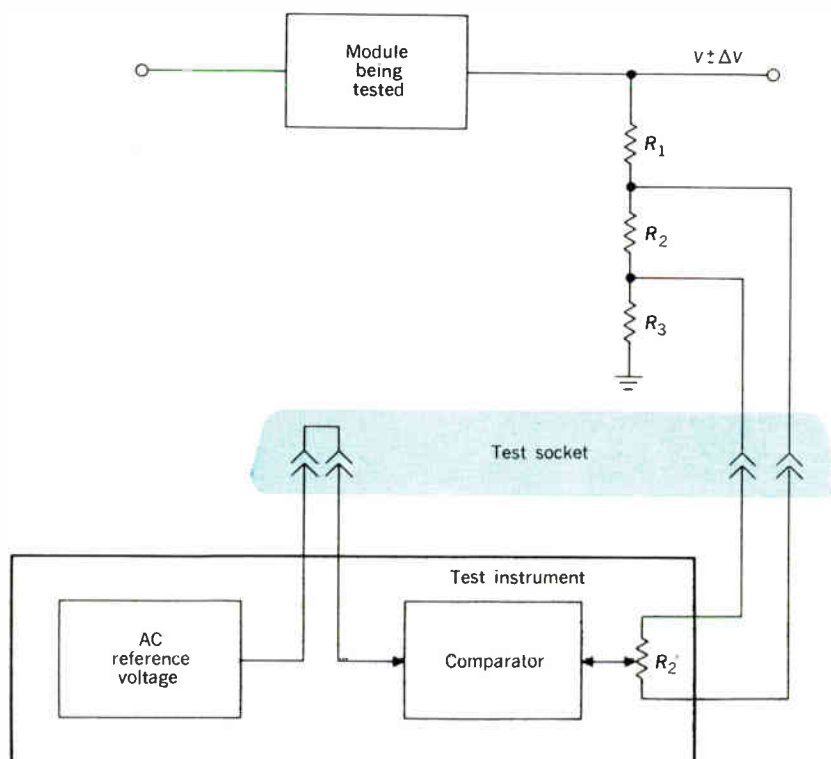 Module
being
tested
V ± ΔV
R1
R2
R3
Test socket
Test instrument
AC
reference
voltage
Comparator
R2